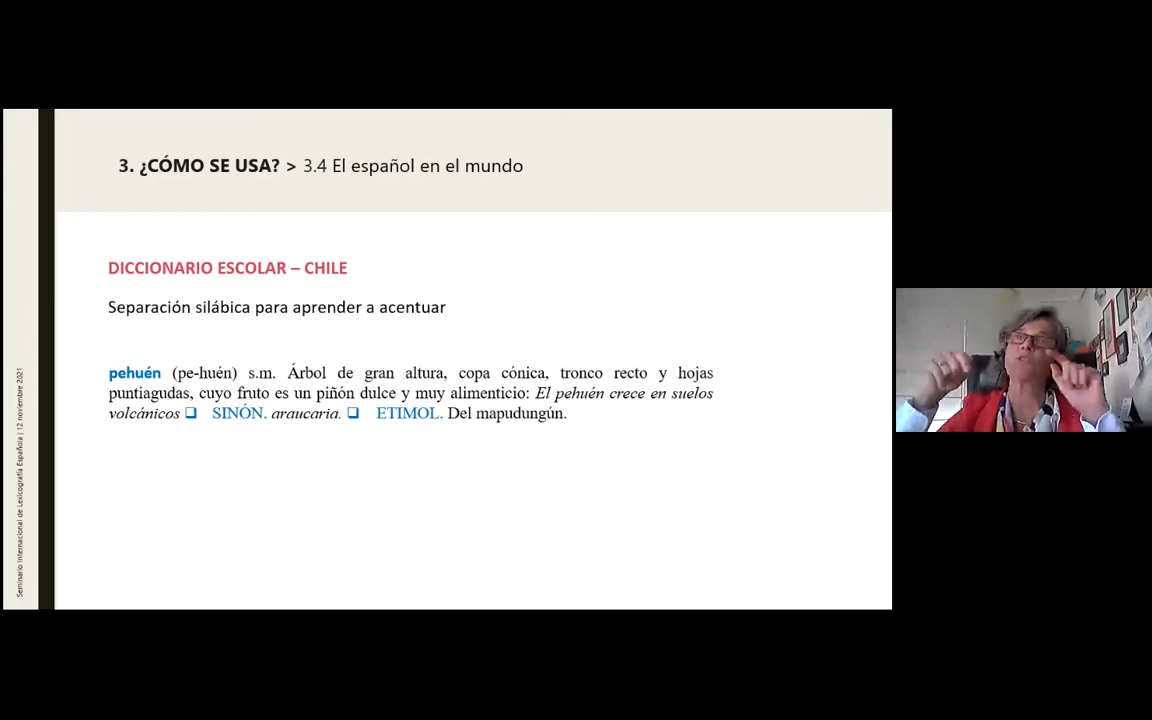 3. ¿CÓMO SE USA? > 3.4 El español en el mundo
DICCIONARIO ESCOLAR – CHILE
Separación silábica para aprender a acentuar
pehuén (pe-huén) s.m. Árbol de gran altura, copa cónica, tronco recto y hojas
puntiagudas, cuyo fruto es un piñón dulce y muy alimenticio: El pehuén crece en suelos
volcánicos ❑ SINÓN. araucaria. ❑ ETIMOL. Del mapudungún.
Seminario Internacional de Lexicografía Española | 12 noviembre 2021